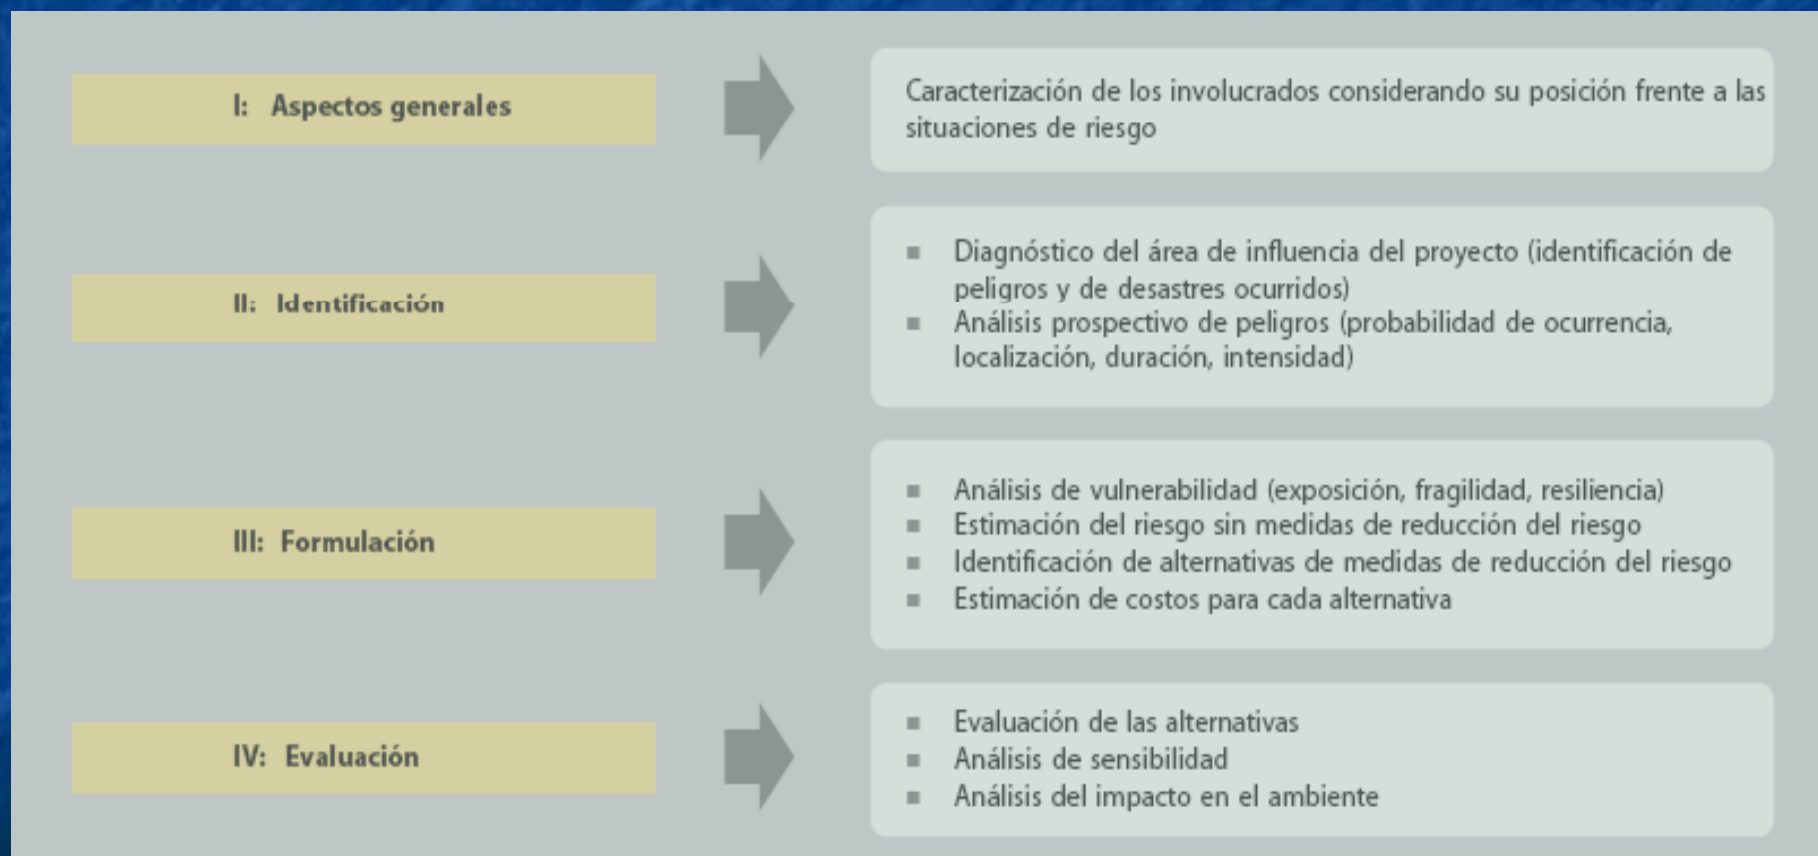 I: Aspectos generales
Caracterización de los involucrados considerando su posición frente a las
situaciones de riesgo
II: Identificación
■ Diagnóstico del área de influencia del proyecto (identificación de
peligros y de desastres ocurridos)
■ Análisis prospectivo de peligros (probabilidad de ocurrencia,
localización, duración, intensidad)
III: Formulación
■ Análisis de vulnerabilidad (exposición, fragilidad, resiliencia)
■ Estimación del riesgo sin medidas de reducción del riesgo
■ Identificación de alternativas de medidas de reducción del riesgo
■ Estimación de costos para cada alternativa
IV: Evaluación
■ Evaluación de las alternativas
■ Análisis de sensibilidad
■ Análisis del impacto en el ambiente